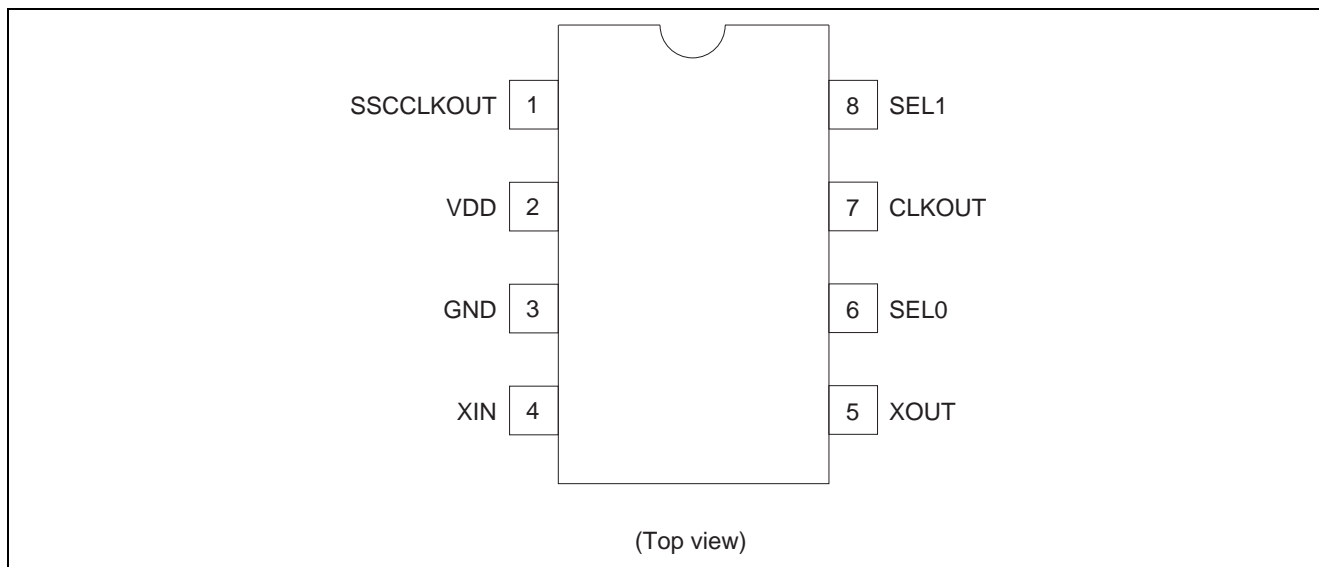 SSCCLKOUT 1 8 SEL1
VDD 2 7 CLKOUT
GND 3 6 SEL0
XIN 4 5 XOUT
(Top view)